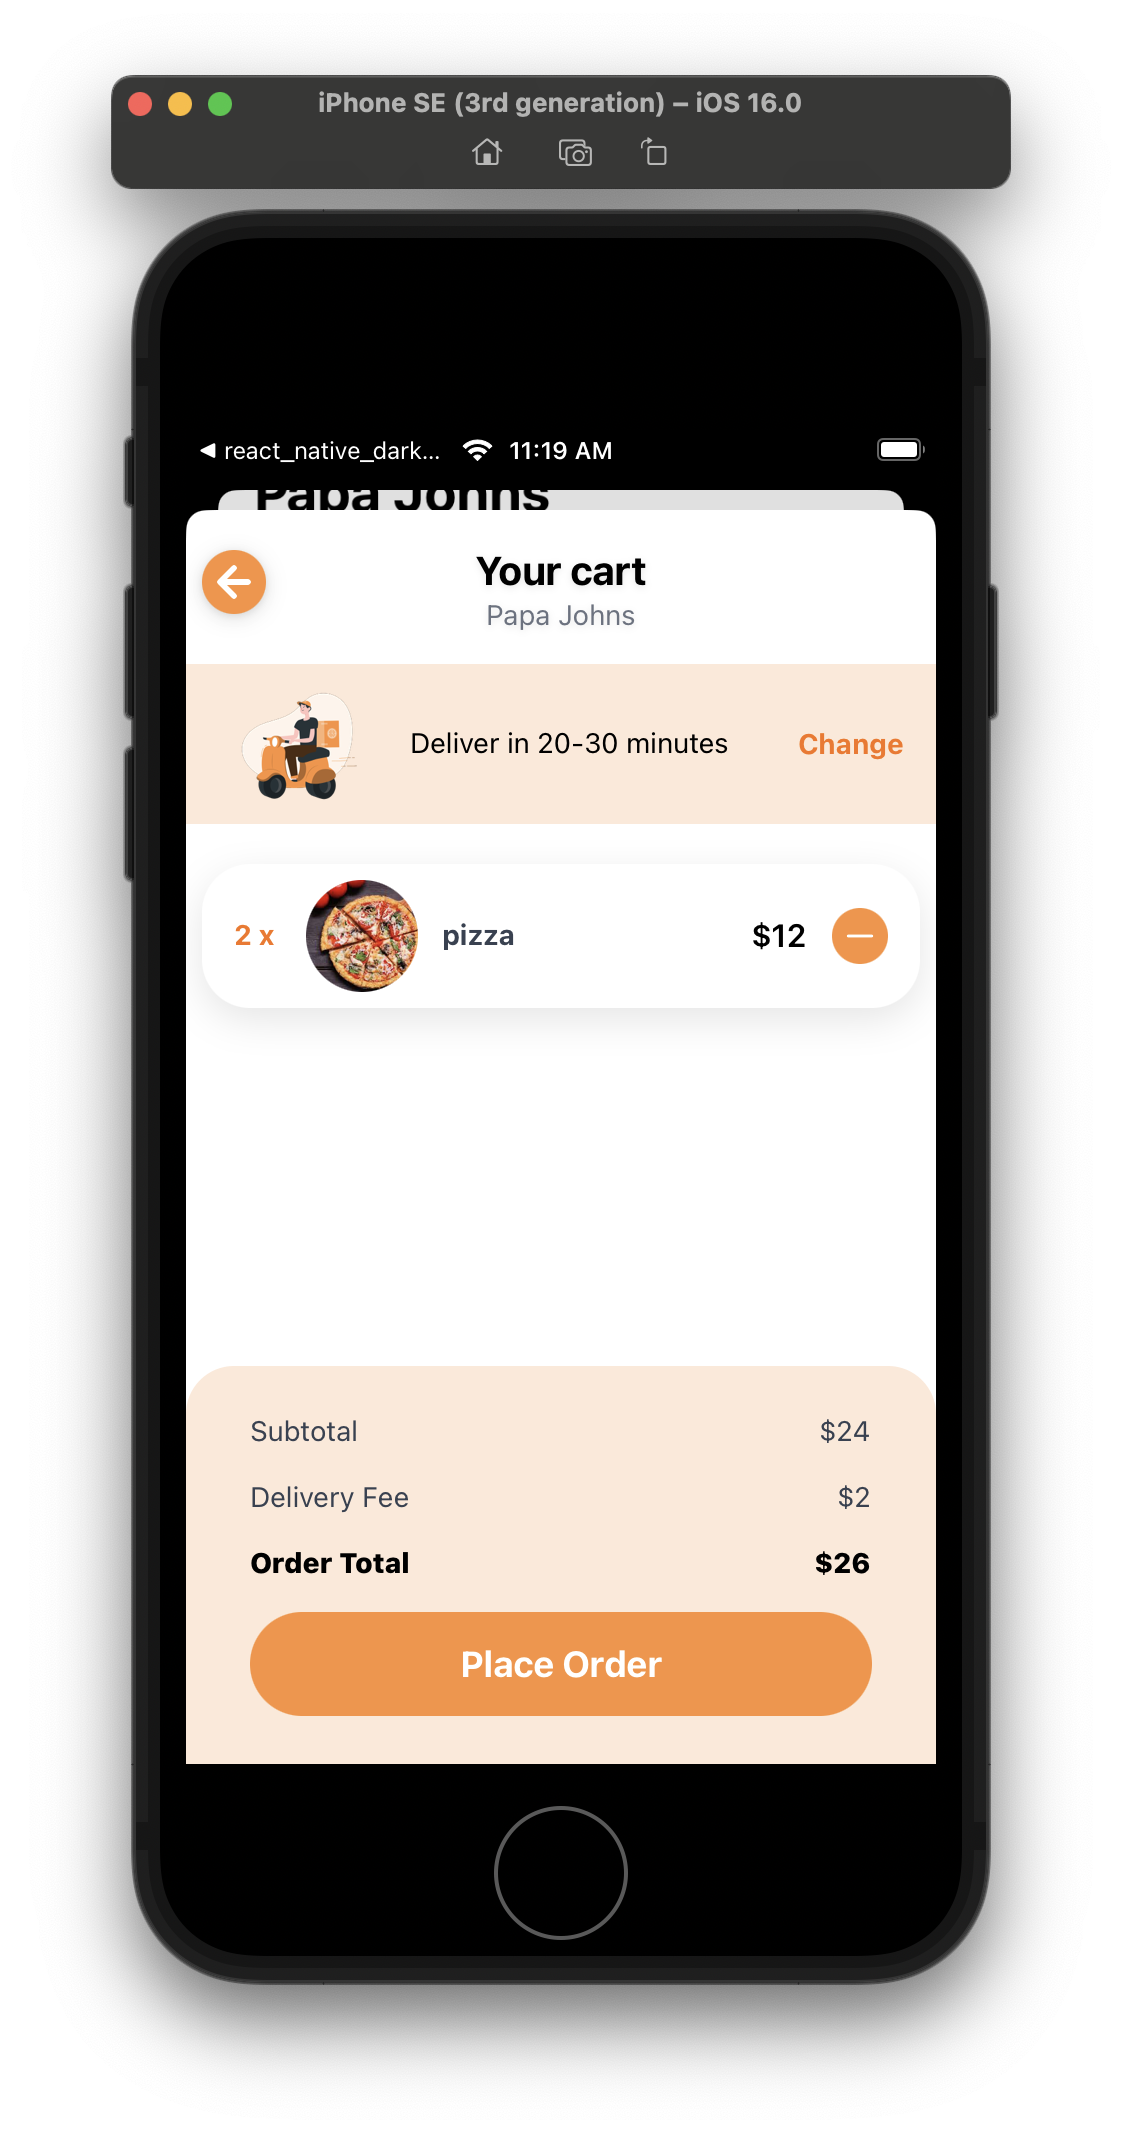 iPhone SE (3rd generation) – iOS 16.0
react_native_dark... 11:19 AM
Papa Johns
Your cart
Papa Johns
Deliver in 20-30 minutes Change
2 x pizza $12
Subtotal $24
Delivery Fee $2
Order Total $26
Place Order